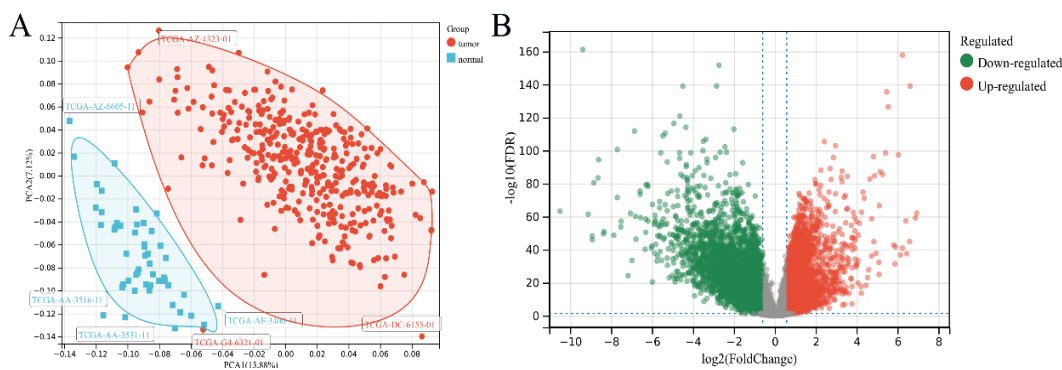 A
Group
tumor
normal
TCGA-AZ-4323-01
TCGA-AZ-6605-11
TCGA-AA-3516-11
TCGA-AA-3531-11
TCGA-AF-3400-11
TCGA-G4-6321-01
TCGA-DC-6155-01
PCA2(7.12%)
0.12
0.10
0.08
0.06
0.04
0.02
0.00
−0.02
−0.04
−0.06
−0.08
−0.10
−0.12
−0.14
−0.14 −0.12 −0.10 −0.08 −0.06 −0.04 −0.02 0.00 0.02 0.04 0.06 0.08
PCA1(13.88%)
B
Regulated
Down-regulated
Up-regulated
-log10(FDR)
160
140
120
100
80
60
40
20
0
-10 -8 -6 -4 -2 0 2 4 6 8
log2(FoldChange)